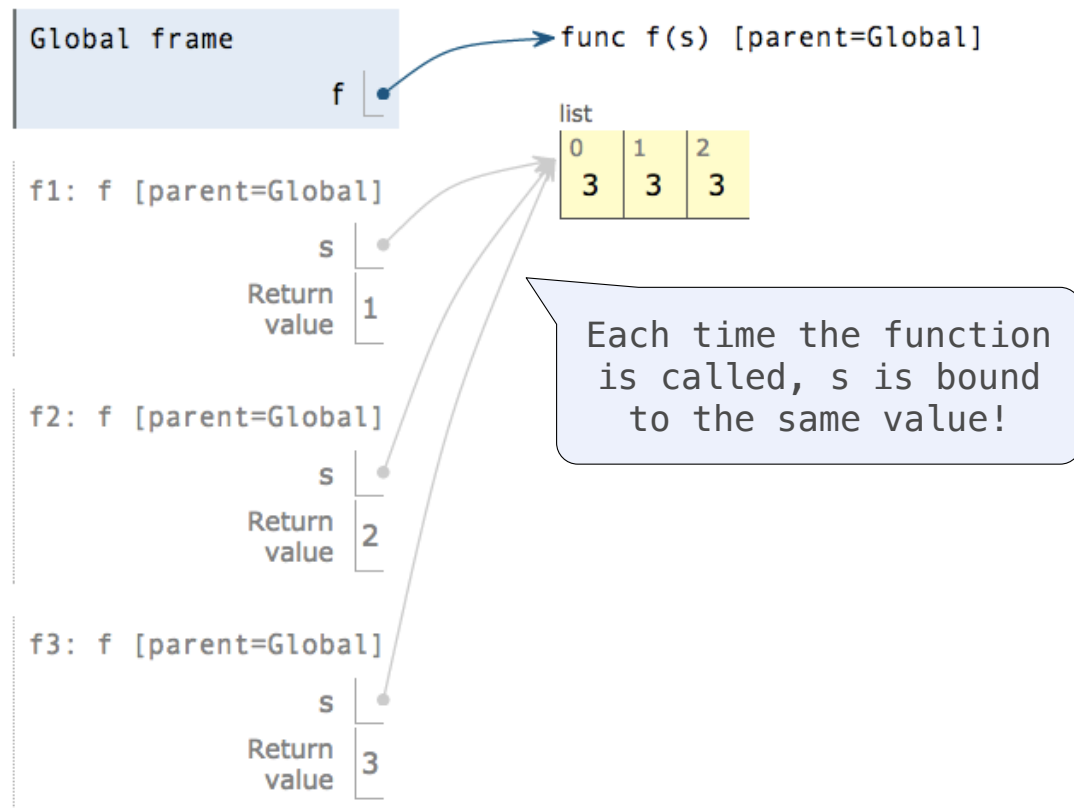 Global frame
f
func f(s) [parent=Global]
list
0 1 2
3 3 3
f1: f [parent=Global]
s
Return
value 1
Each time the function
is called, s is bound
to the same value!
f2: f [parent=Global]
s
Return
value 2
f3: f [parent=Global]
s
Return
value 3